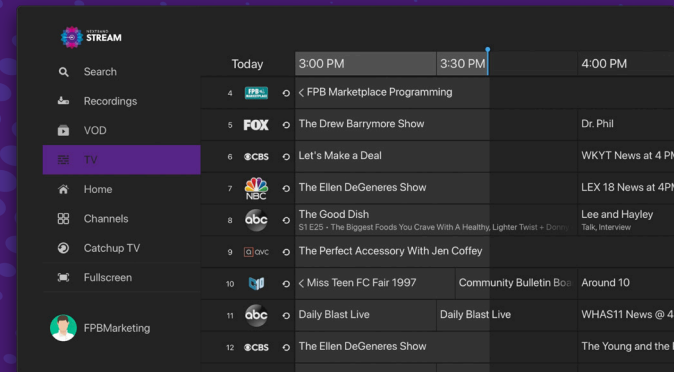 NEXTBAND
STREAM
Search
Recordings
VOD
TV
Home
Channels
Catchup TV
Fullscreen
FPBMarketing
Today 3:00 PM 3:30 PM 4:00 PM
4 FPB MARKETPLACE < FPB Marketplace Programming
5 FOX The Drew Barrymore Show Dr. Phil
6 CBS Let's Make a Deal WKYT News at 4 PM
7 NBC The Ellen DeGeneres Show LEX 18 News at 4PM
8 abc The Good Dish Lee and Hayley
S1 E25 • The Biggest Foods You Crave With A Healthy, Lighter Twist + Donn Talk, Interview
9 QVC The Perfect Accessory With Jen Coffey
10 < Miss Teen FC Fair 1997 Community Bulletin Boa Around 10
11 abc Daily Blast Live Daily Blast Live WHAS11 News @ 4
12 CBS The Ellen DeGeneres Show The Young and the